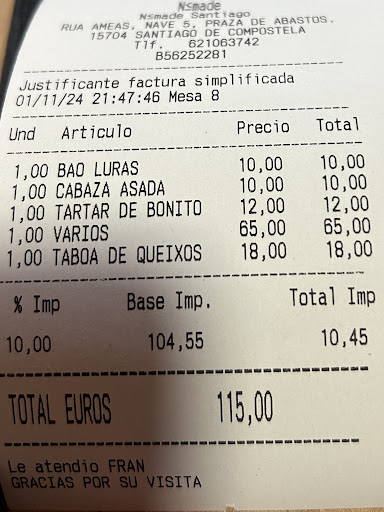 Nsmade
Nsmade Santiago
RUA AMEAS, NAVE 5, PRAZA DE ABASTOS.
15704 SANTIAGO DE COMPOSTELA
Tlf. 621063742
B56252281
Justificante factura simplificada
01/11/24 21:47:46 Mesa 8
Und Articulo Precio Total
1,00 BAO LURAS 10,00 10,00
1,00 CABAZA ASADA 10,00 10,00
1,00 TARTAR DE BONITO 12,00 12,00
1,00 VARIOS 65,00 65,00
1,00 TABOA DE QUEIXOS 18,00 18,00
% Imp Base Imp. Total Imp
10,00 104,55 10,45
TOTAL EUROS 115,00
Le atendio FRAN
GRACIAS POR SU VISITA